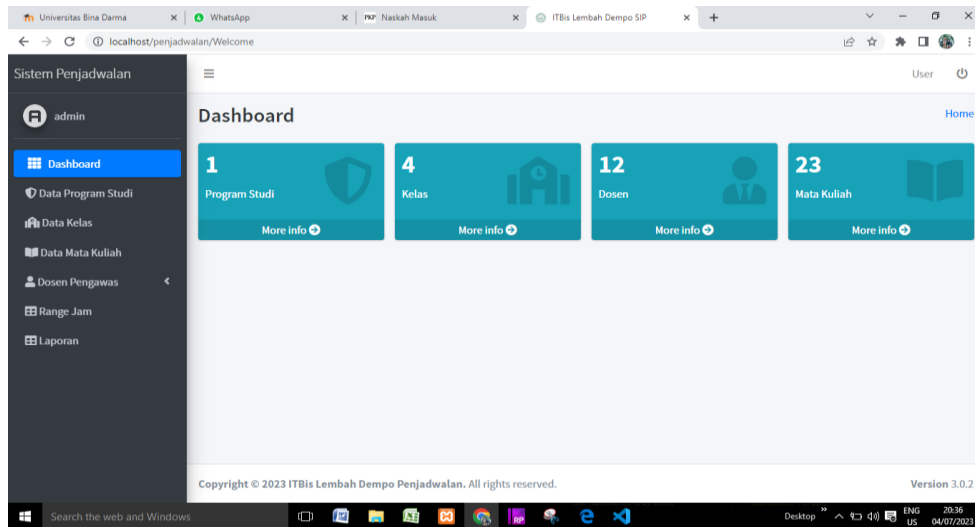 Universitas Bina Darma
WhatsApp
PKP Naskah Masuk
ITBis Lembah Dempo SIP
localhost/penjadwalan/Welcome
Sistem Penjadwalan
User
admin
Dashboard
Home
Dashboard
Data Program Studi
Data Kelas
Data Mata Kuliah
Dosen Pengawas
Range Jam
Laporan
1
Program Studi
More info
4
Kelas
More info
12
Dosen
More info
23
Mata Kuliah
More info
Copyright © 2023 ITBis Lembah Dempo Penjadwalan. All rights reserved.
Version 3.0.2
Search the web and Windows
RP
Desktop
ENG
US
20:36
04/07/2023